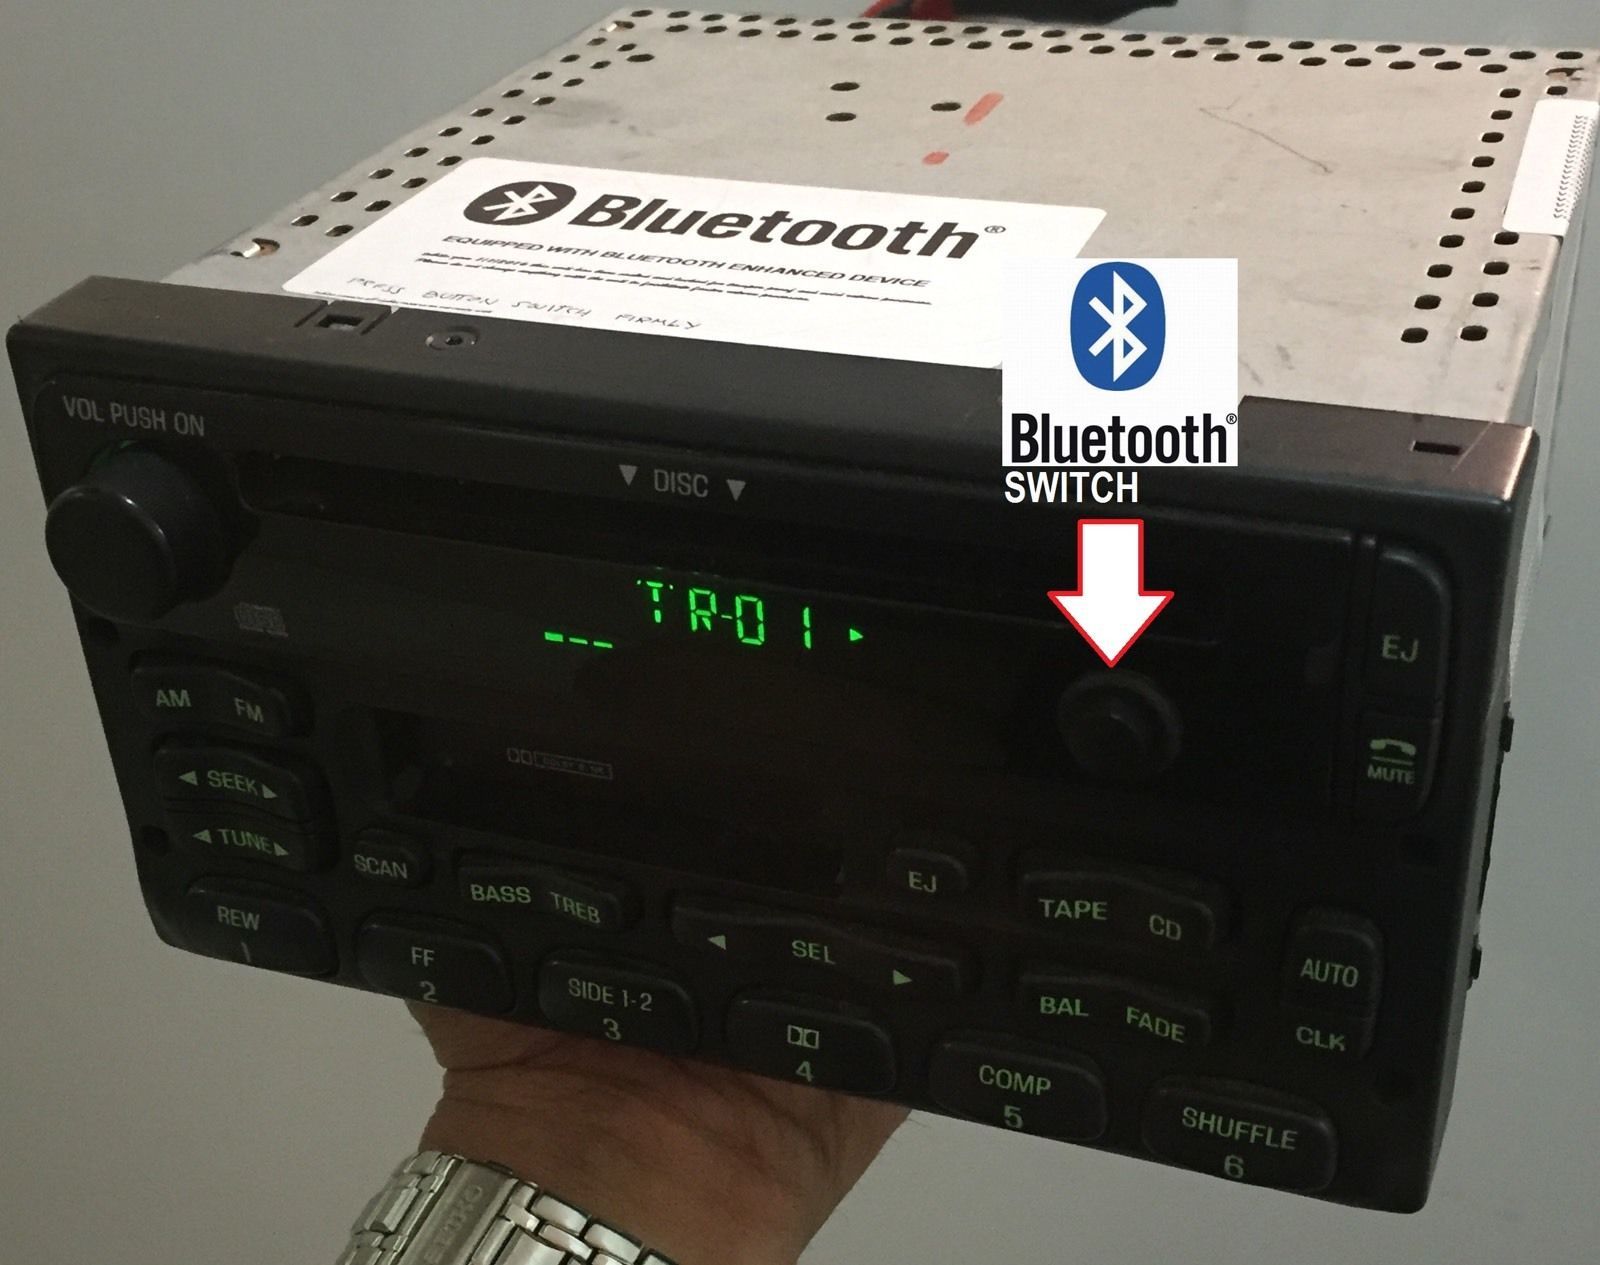 Bluetooth®
EQUIPPED WITH BLUETOOTH ENHANCED DEVICE
PRESS BUTTON SWITCH FIRMLY
Bluetooth®
SWITCH
VOL PUSH ON
▼ DISC ▼
TR-01
EJ
AM FM
MUTE
◀ SEEK ▶
◀ TUNE ▶
SCAN
BASS TREB
EJ
TAPE CD
REW
1
FF
2
SIDE 1-2
3
◀ SEL ▶
4
BAL FADE
AUTO
CLK
COMP
5
SHUFFLE
6
SEIKO